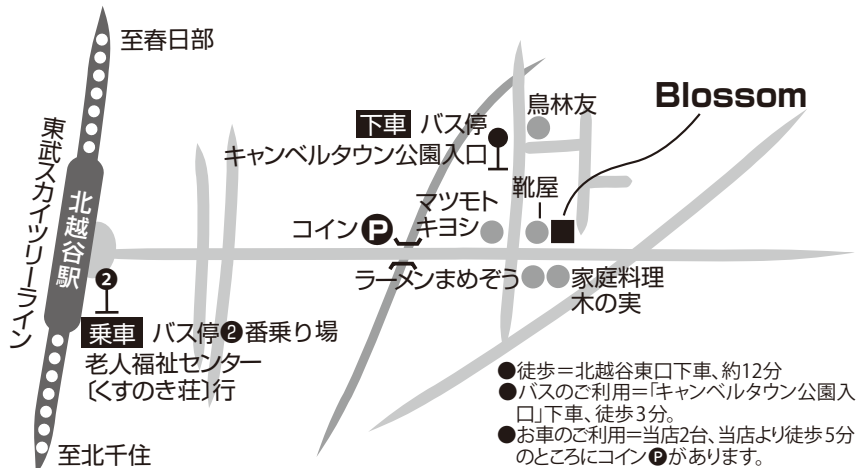 至春日部
東武スカイツリーライン
北越谷駅
至北千住
❷
乗車 バス停❷番乗り場
老人福祉センター
〔くすのき荘〕行
下車 バス停
キャンベルタウン公園入口
鳥林友
Blossom
靴屋
マツモト
キヨシ
コインP
ラーメンまめぞう
家庭料理
木の実
●徒歩＝北越谷東口下車、約12分
●バスのご利用＝「キャンベルタウン公園入
口」下車、徒歩3分。
●お車のご利用＝当店2台、当店より徒歩5分
のところにコインPがあります。